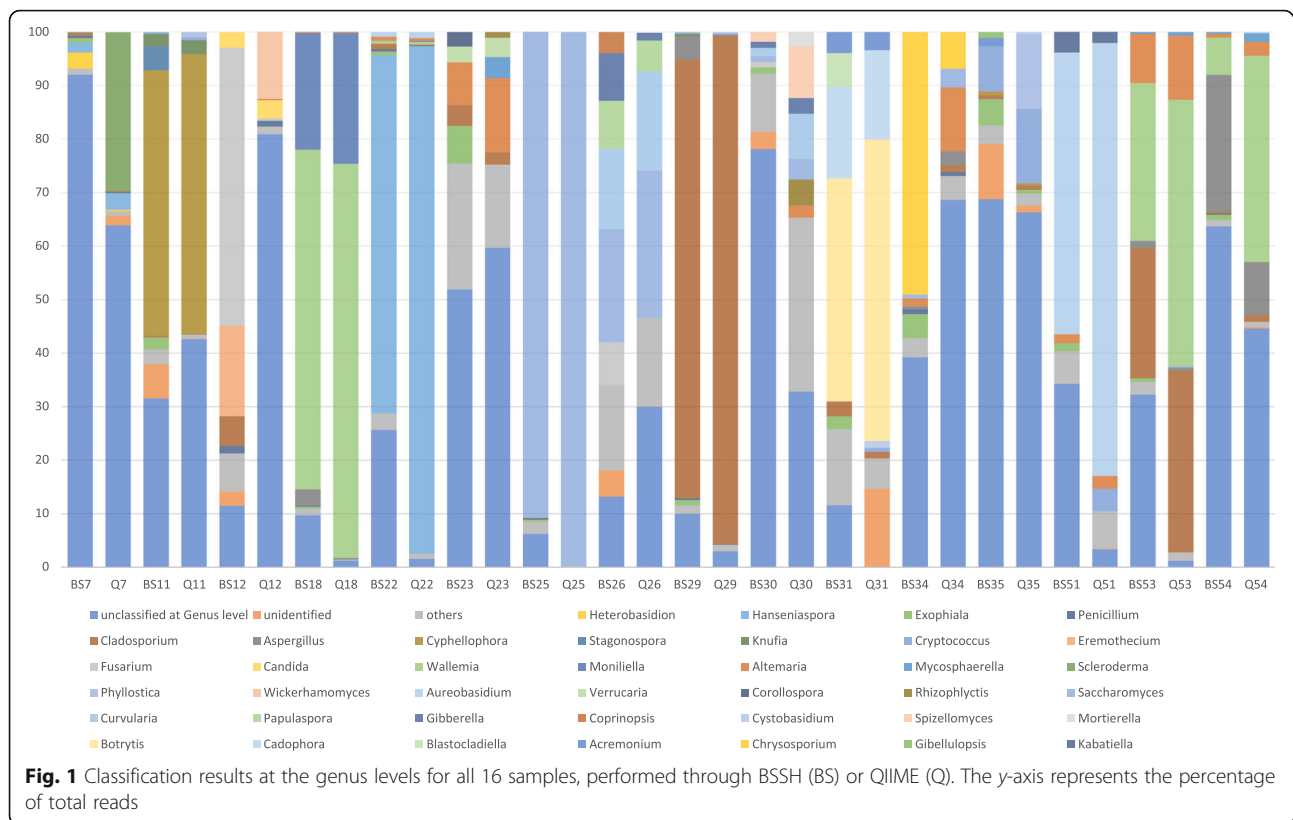 100
90
80
70
60
50
40
30
20
10
0
BS7 Q7 BS11 Q11 BS12 Q12 BS18 Q18 BS22 Q22 BS23 Q23 BS25 Q25 BS26 Q26 BS29 Q29 BS30 Q30 BS31 Q31 BS34 Q34 BS35 Q35 BS51 Q51 BS53 Q53 BS54 Q54
unclassified at Genus level unidentified others Heterobasidion Hanseniaspora Exophiala Penicillium
Cladosporium Aspergillus Cyphellophora Stagonospora Knufia Cryptococcus Eremothecium
Fusarium Candida Wallemia Moniliella Altemaria Mycosphaerella Scleroderma
Phyllostica Wickerhamomyces Aureobasidium Verrucaria Corollospora Rhizophlyctis Saccharomyces
Curvularia Papulaspora Gibberella Coprinopsis Cystobasidium Spizellomyces Mortierella
Botrytis Cadophora Blastocladiella Acremonium Chrysosporium Gibellulopsis Kabatiella
Fig. 1 Classification results at the genus levels for all 16 samples, performed through BSSH (BS) or QIIME (Q). The y-axis represents the percentage
of total reads